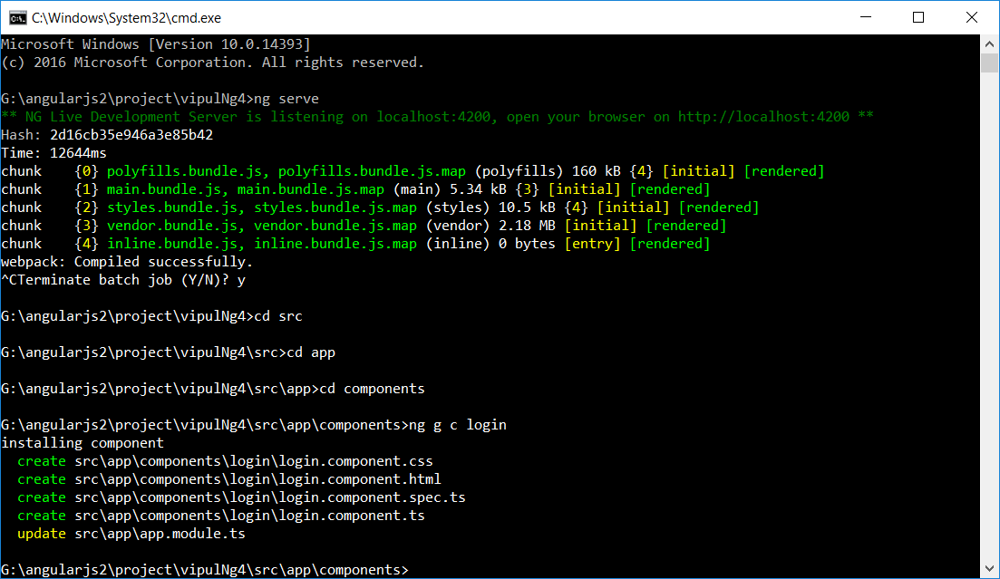 C:\Windows\System32\cmd.exe
Microsoft Windows [Version 10.0.14393]
(c) 2016 Microsoft Corporation. All rights reserved.
G:\angularjs2\project\vipulNg4>ng serve
** NG Live Development Server is listening on localhost:4200, open your browser on http://localhost:4200 **
Hash: 2d16cb35e946a3e85b42
Time: 12644ms
chunk    {0} polyfills.bundle.js, polyfills.bundle.js.map (polyfills) 160 kB {4} [initial] [rendered]
chunk    {1} main.bundle.js, main.bundle.js.map (main) 5.34 kB {3} [initial] [rendered]
chunk    {2} styles.bundle.js, styles.bundle.js.map (styles) 10.5 kB {4} [initial] [rendered]
chunk    {3} vendor.bundle.js, vendor.bundle.js.map (vendor) 2.18 MB [initial] [rendered]
chunk    {4} inline.bundle.js, inline.bundle.js.map (inline) 0 bytes [entry] [rendered]
webpack: Compiled successfully.
^CTerminate batch job (Y/N)? y
G:\angularjs2\project\vipulNg4>cd src
G:\angularjs2\project\vipulNg4\src>cd app
G:\angularjs2\project\vipulNg4\src\app>cd components
G:\angularjs2\project\vipulNg4\src\app\components>ng g c login
installing component
  create src\app\components\login\login.component.css
  create src\app\components\login\login.component.html
  create src\app\components\login\login.component.spec.ts
  create src\app\components\login\login.component.ts
  update src\app\app.module.ts
G:\angularjs2\project\vipulNg4\src\app\components>